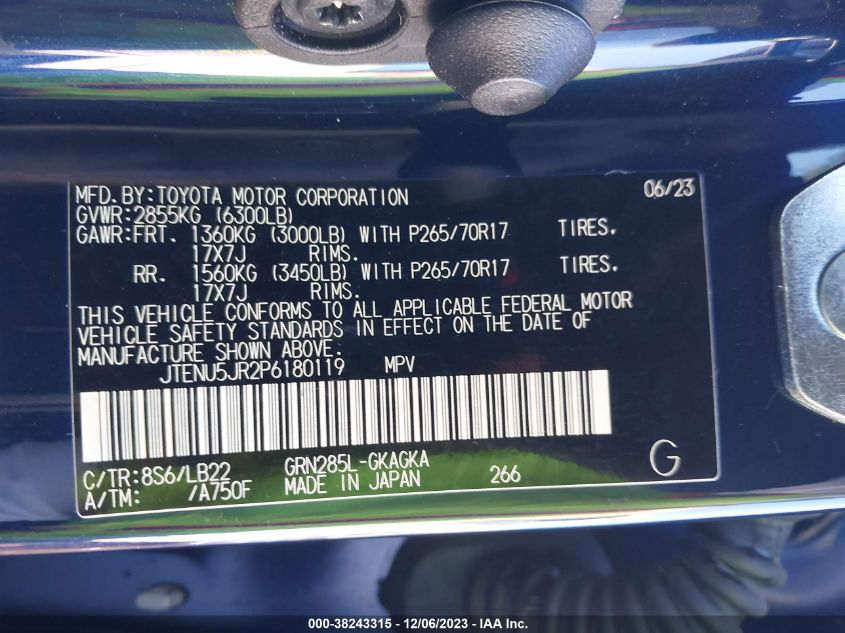 MFD.BY:TOYOTA MOTOR CORPORATION 06/23
GVWR:2855KG (6300LB)
GAWR:FRT. 1360KG (3000LB) WITH P265/70R17 TIRES.
17X7J RIMS.
RR. 1560KG (3450LB) WITH P265/70R17 TIRES.
17X7J RIMS.
THIS VEHICLE CONFORMS TO ALL APPLICABLE FEDERAL MOTOR
VEHICLE SAFETY STANDARDS IN EFFECT ON THE DATE OF
MANUFACTURE SHOWN ABOVE.
JTENU5JR2P6180119 MPV
C/TR:8S6/LB22 GRN285L-GKAGKA
A/TM: /A750F MADE IN JAPAN 266 G
000-38243315 - 12/06/2023 - IAA Inc.